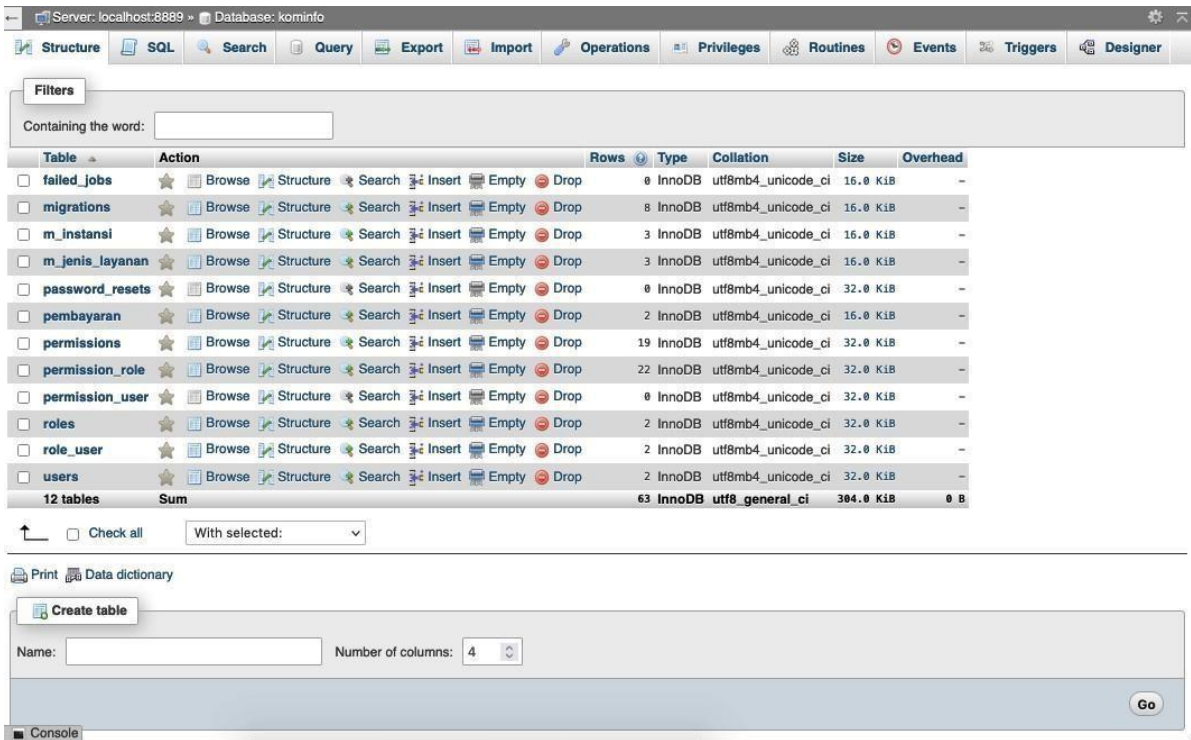 Server: localhost:8889 » Database: kominfo
Structure SQL Search Query Export Import Operations Privileges Routines Events Triggers Designer
Filters
Containing the word:
Table Action Rows Type Collation Size Overhead
failed_jobs Browse Structure Search Insert Empty Drop 0 InnoDB utf8mb4_unicode_ci 16.0 KiB –
migrations Browse Structure Search Insert Empty Drop 8 InnoDB utf8mb4_unicode_ci 16.0 KiB –
m_instansi Browse Structure Search Insert Empty Drop 3 InnoDB utf8mb4_unicode_ci 16.0 KiB –
m_jenis_layanan Browse Structure Search Insert Empty Drop 3 InnoDB utf8mb4_unicode_ci 16.0 KiB –
password_resets Browse Structure Search Insert Empty Drop 0 InnoDB utf8mb4_unicode_ci 32.0 KiB –
pembayaran Browse Structure Search Insert Empty Drop 2 InnoDB utf8mb4_unicode_ci 16.0 KiB –
permissions Browse Structure Search Insert Empty Drop 19 InnoDB utf8mb4_unicode_ci 32.0 KiB –
permission_role Browse Structure Search Insert Empty Drop 22 InnoDB utf8mb4_unicode_ci 32.0 KiB –
permission_user Browse Structure Search Insert Empty Drop 0 InnoDB utf8mb4_unicode_ci 32.0 KiB –
roles Browse Structure Search Insert Empty Drop 2 InnoDB utf8mb4_unicode_ci 32.0 KiB –
role_user Browse Structure Search Insert Empty Drop 2 InnoDB utf8mb4_unicode_ci 32.0 KiB –
users Browse Structure Search Insert Empty Drop 2 InnoDB utf8mb4_unicode_ci 32.0 KiB –
12 tables Sum 63 InnoDB utf8_general_ci 304.0 KiB 0 B
Check all With selected:
Print Data dictionary
Create table
Name: Number of columns: 4
Go
Console